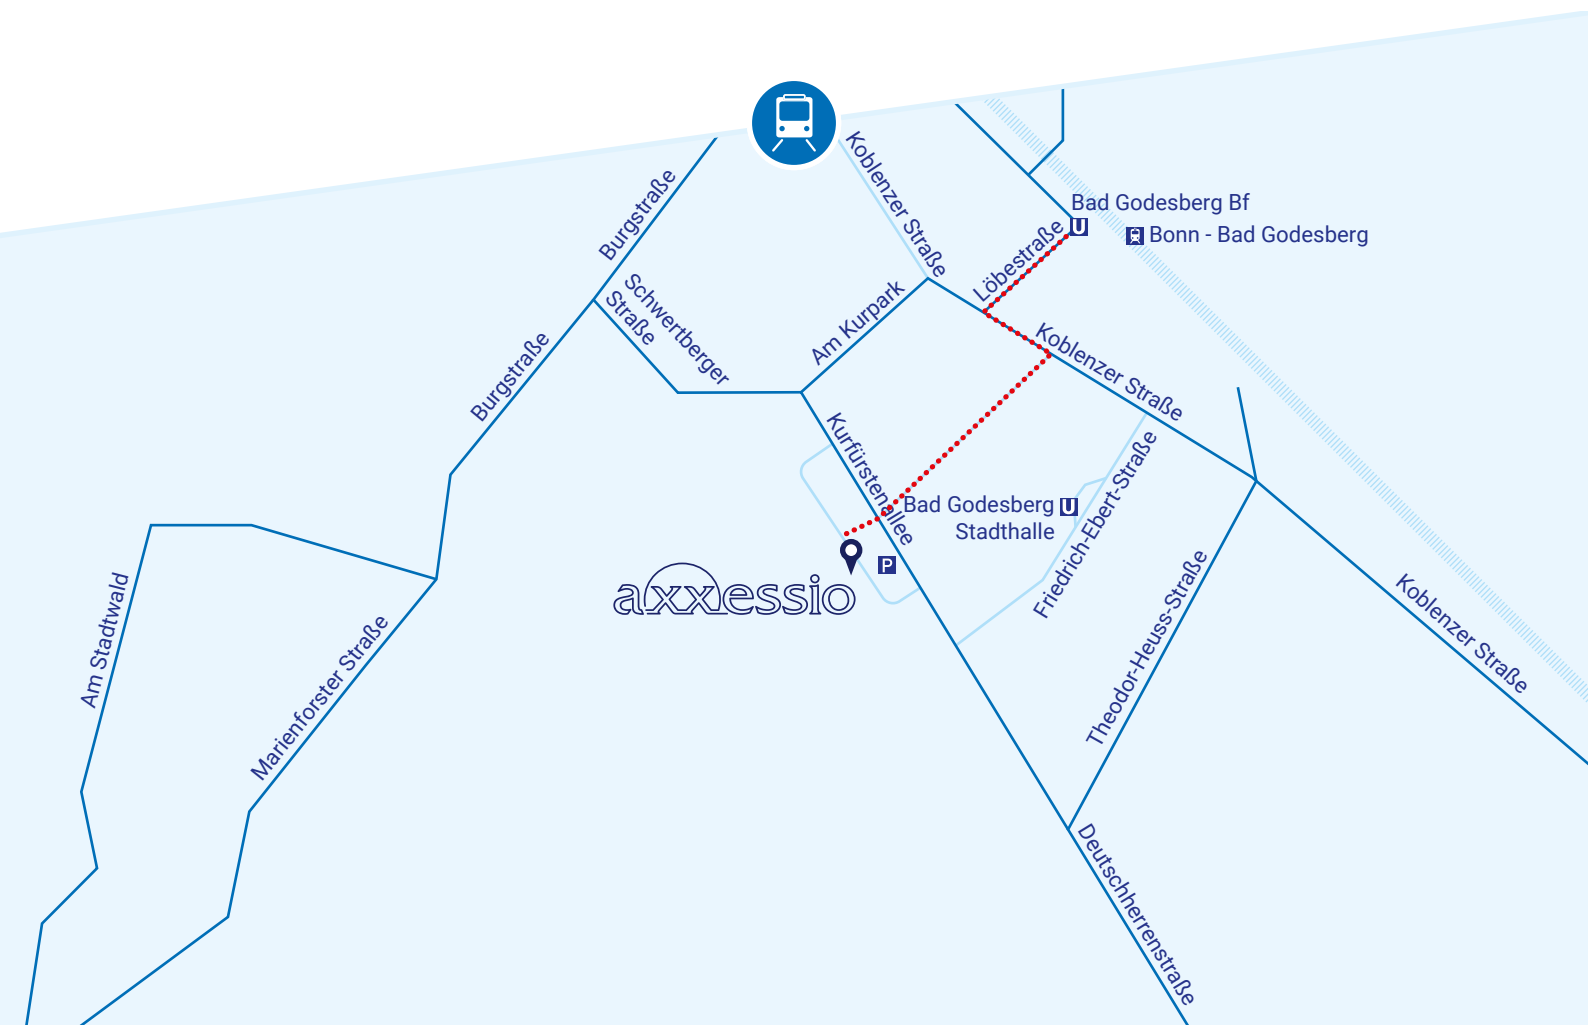 Koblenzer Straße
Burgstraße
Bad Godesberg Bf
U
Bonn - Bad Godesberg
Löbestraße
Schwertberger
Straße
Am Kurpark
Koblenzer Straße
Burgstraße
Kurfürstenallee
Friedrich-Ebert-Straße
Bad Godesberg U
Stadthalle
P
axxessio
Theodor-Heuss-Straße
Koblenzer Straße
Am Stadtwald
Marienforster Straße
Deutschherrenstraße